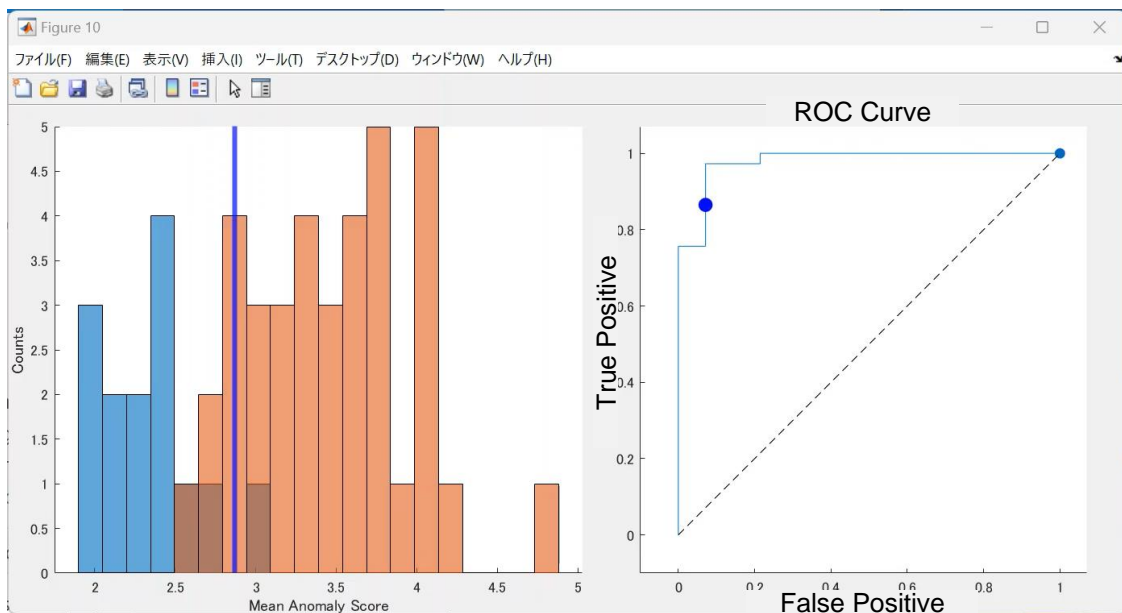 Figure 10
ファイル(F) 編集(E) 表示(V) 挿入(I) ツール(T) デスクトップ(D) ウィンドウ(W) ヘルプ(H)
5
4.5
4
3.5
3
2.5
2
1.5
1
0.5
0
Counts
2 2.5 3 3.5 4 4.5 5
Mean Anomaly Score
ROC Curve
1
0.8
0.6
0.4
0.2
0
True Positive
0 0.2 0.4 0.6 0.8 1
False Positive